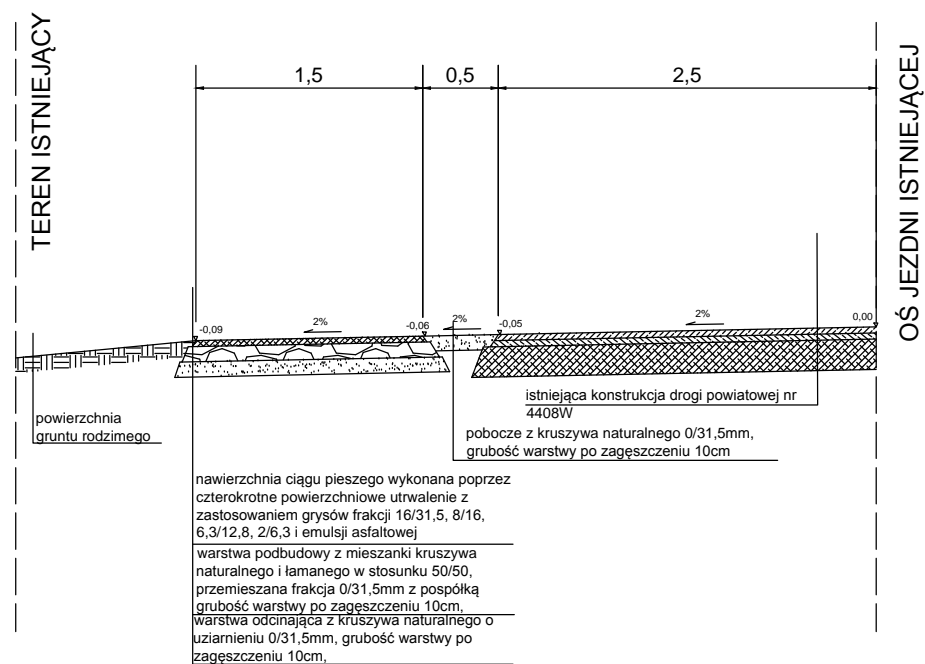 TEREN ISTNIEJĄCY
1,5
0,5
2,5
OŚ JEZDNI ISTNIEJĄCEJ
-0,09
2%
-0,06
2%
-0,05
2%
0,00
powierzchnia
gruntu rodzimego
istniejąca konstrukcja drogi powiatowej nr
4408W
pobocze z kruszywa naturalnego 0/31,5mm,
grubość warstwy po zagęszczeniu 10cm
nawierzchnia ciągu pieszego wykonana poprzez
czterokrotne powierzchniowe utrwalenie z
zastosowaniem grysów frakcji 16/31,5, 8/16,
6,3/12,8, 2/6,3 i emulsji asfaltowej
warstwa podbudowy z mieszanki kruszywa
naturalnego i łamanego w stosunku 50/50,
przemieszana frakcja 0/31,5mm z pospółką
grubość warstwy po zagęszczeniu 10cm,
warstwa odcinająca z kruszywa naturalnego o
uziarnieniu 0/31,5mm, grubość warstwy po
zagęszczeniu 10cm,